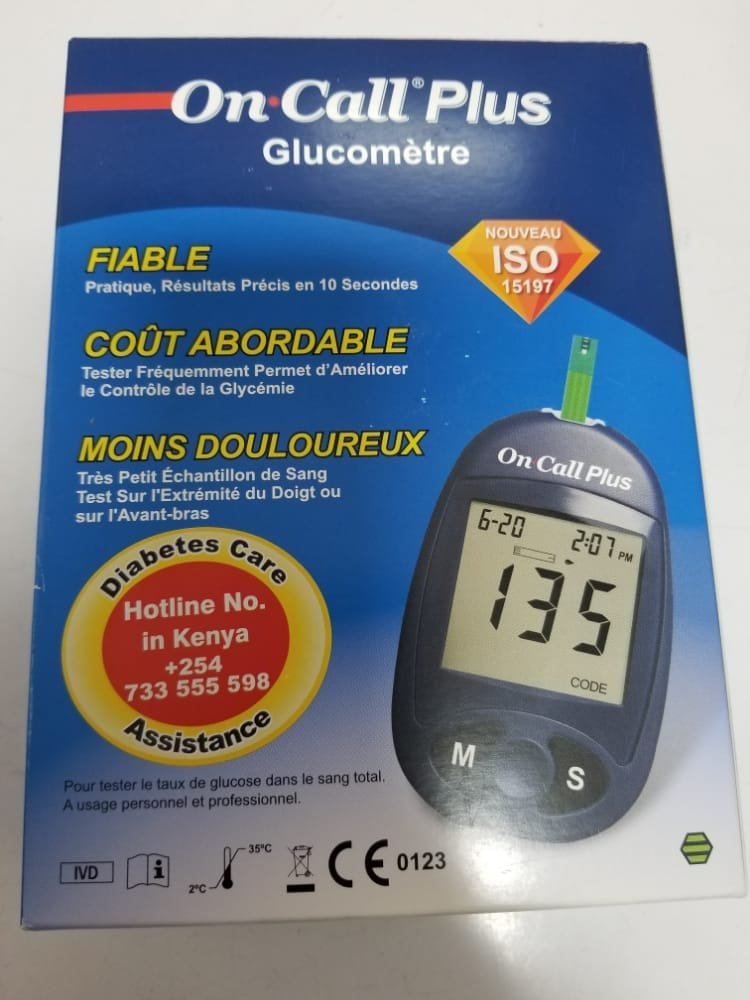 On Call® Plus
Glucomètre
NOUVEAU
ISO
15197
FIABLE
Pratique, Résultats Précis en 10 Secondes
COÛT ABORDABLE
Tester Fréquemment Permet d'Améliorer
le Contrôle de la Glycémie
MOINS DOULOUREUX
Très Petit Échantillon de Sang
Test Sur l'Extrémité du Doigt ou
sur l'Avant-bras
Diabetes Care
Hotline No.
in Kenya
+254
733 555 598
Assistance
On Call Plus
6-20 2:07 PM
135
CODE
M S
Pour tester le taux de glucose dans le sang total.
A usage personnel et professionnel.
IVD i 2°C 35°C CE 0123